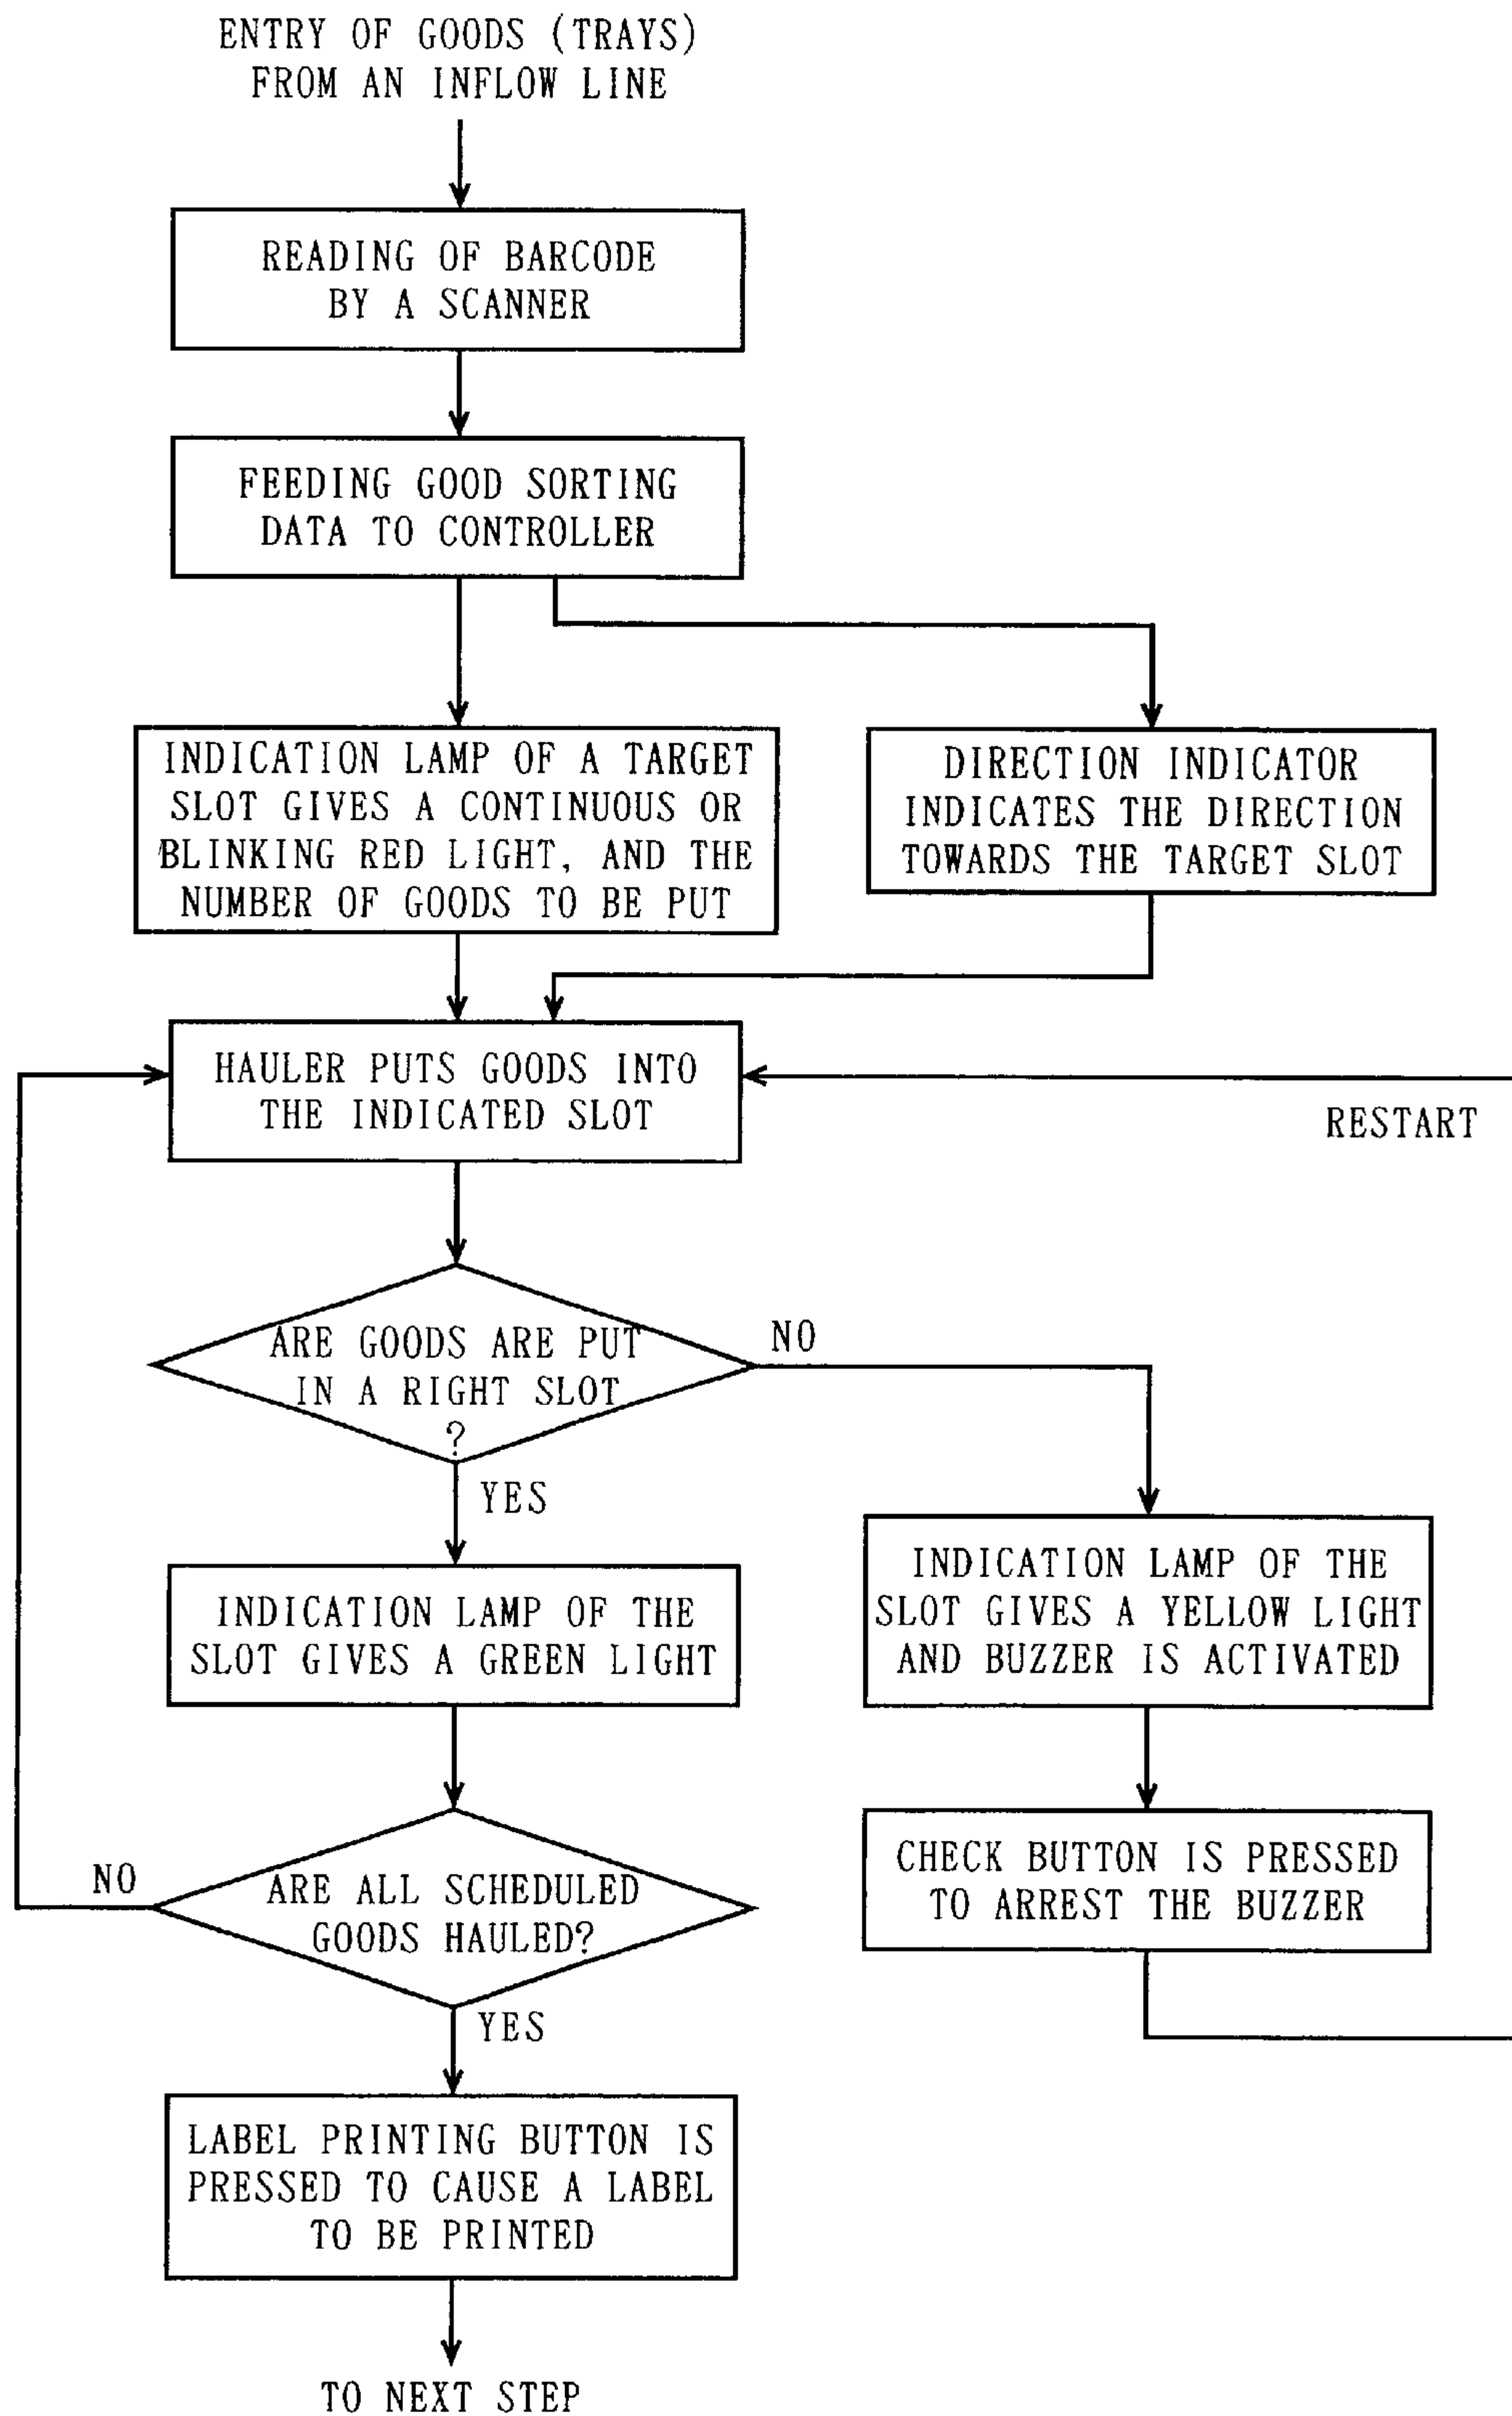 ENTRY OF GOODS (TRAYS)
FROM AN INFLOW LINE
READING OF BARCODE
BY A SCANNER
FEEDING GOOD SORTING
DATA TO CONTROLLER
INDICATION LAMP OF A TARGET
SLOT GIVES A CONTINUOUS OR
BLINKING RED LIGHT, AND THE
NUMBER OF GOODS TO BE PUT
DIRECTION INDICATOR
INDICATES THE DIRECTION
TOWARDS THE TARGET SLOT
HAULER PUTS GOODS INTO
THE INDICATED SLOT
RESTART
ARE GOODS ARE PUT
IN A RIGHT SLOT
?
NO
YES
INDICATION LAMP OF THE
SLOT GIVES A GREEN LIGHT
INDICATION LAMP OF THE
SLOT GIVES A YELLOW LIGHT
AND BUZZER IS ACTIVATED
CHECK BUTTON IS PRESSED
TO ARREST THE BUZZER
NO
ARE ALL SCHEDULED
GOODS HAULED?
YES
LABEL PRINTING BUTTON IS
PRESSED TO CAUSE A LABEL
TO BE PRINTED
TO NEXT STEP